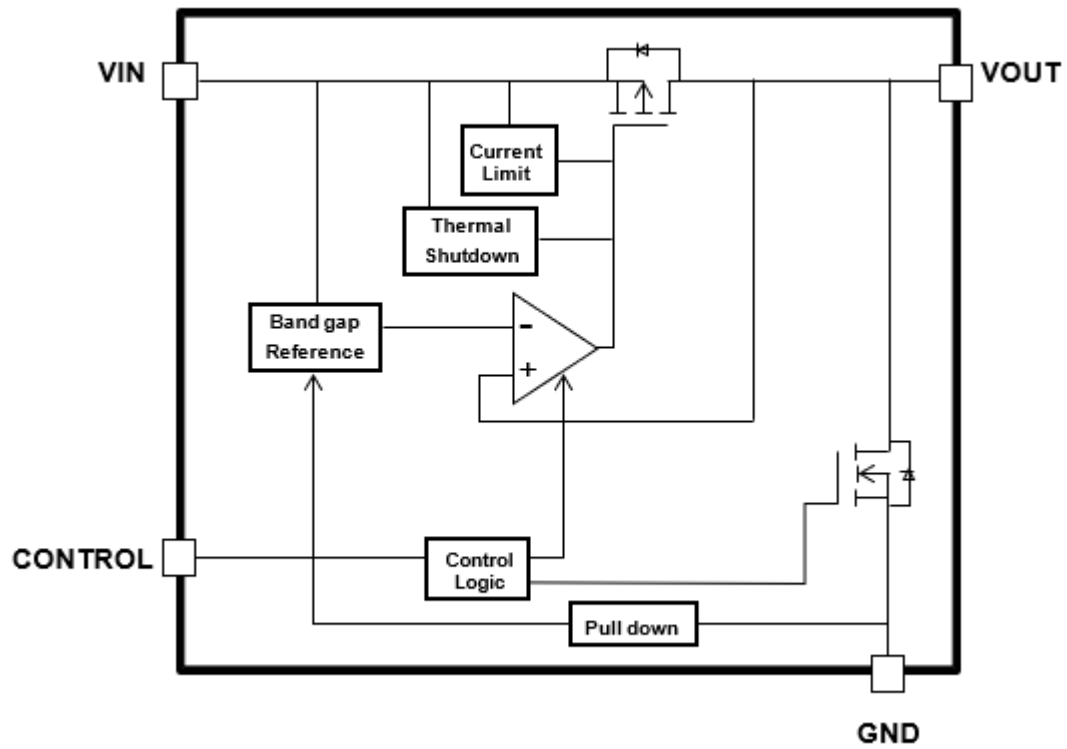 VIN
VOUT
Current
Limit
Thermal
Shutdown
Band gap
Reference
-
+
CONTROL
Control
Logic
Pull down
GND